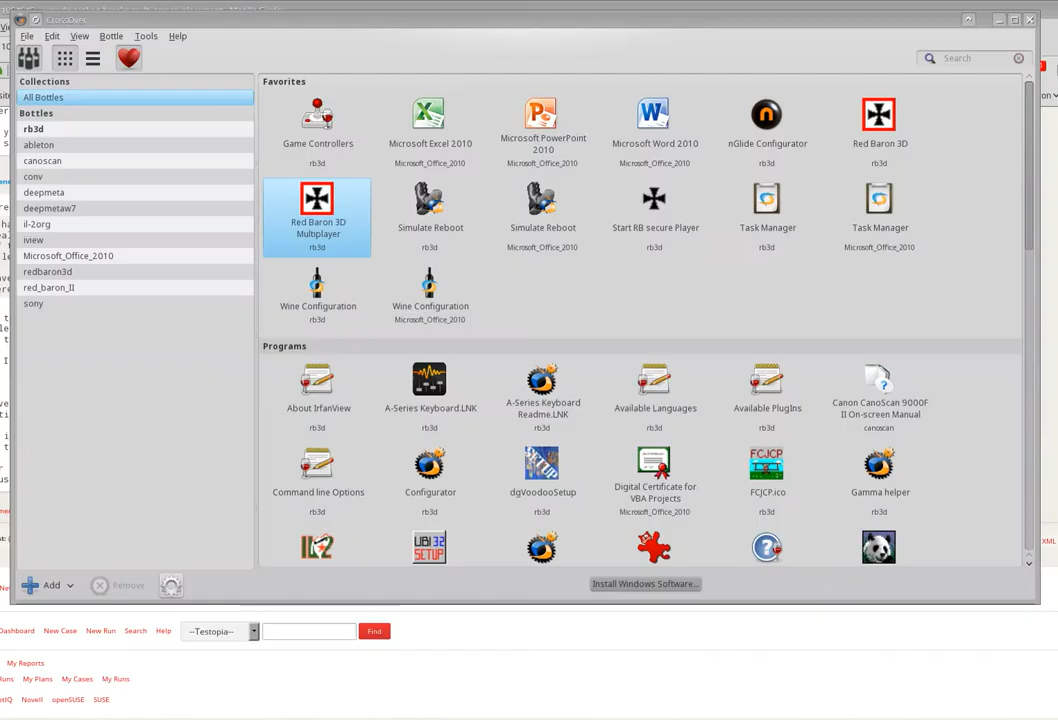 CrossOver
File Edit View Bottle Tools Help
Search
Collections
All Bottles
Bottles
rb3d
ableton
canoscan
conv
deepmeta
deepmetaw7
il-2org
iview
Microsoft_Office_2010
redbaron3d
red_baron_II
sony
Favorites
Game Controllers
rb3d
Microsoft Excel 2010
Microsoft_Office_2010
Microsoft PowerPoint
2010
Microsoft_Office_2010
Microsoft Word 2010
Microsoft_Office_2010
nGlide Configurator
rb3d
Red Baron 3D
rb3d
Red Baron 3D
Multiplayer
rb3d
Simulate Reboot
rb3d
Simulate Reboot
Microsoft_Office_2010
Start RB secure Player
rb3d
Task Manager
rb3d
Task Manager
Microsoft_Office_2010
Wine Configuration
rb3d
Wine Configuration
Microsoft_Office_2010
Programs
About IrfanView
rb3d
A-Series Keyboard.LNK
rb3d
A-Series Keyboard
Readme.LNK
rb3d
Available Languages
rb3d
Available PlugIns
rb3d
Canon CanoScan 9000F
II On-screen Manual
canoscan
Command line Options
rb3d
Configurator
rb3d
SETUP
dgVoodooSetup
rb3d
Digital Certificate for
VBA Projects
Microsoft_Office_2010
FCJCP
FCJCP.ico
rb3d
Gamma helper
rb3d
UBI 32
SETUP
Add
Remove
Install Windows Software...
XML
Dashboard New Case New Run Search Help --Testopia-- Find
My Reports
Runs My Plans My Cases My Runs
etIQ Novell openSUSE SUSE